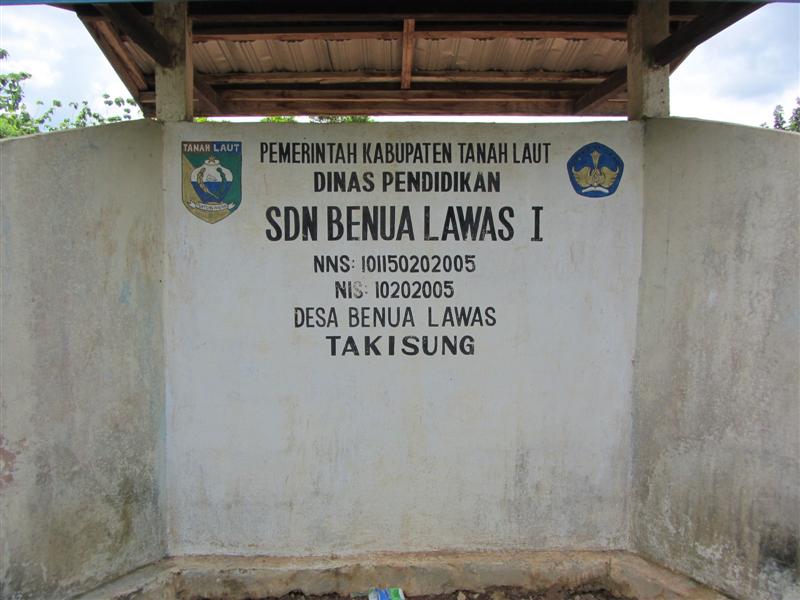 TANAH LAUT
PEMERINTAH KABUPATEN TANAH LAUT
DINAS PENDIDIKAN
SDN BENUA LAWAS I
NNS: 101150202005
NIS: 10202005
DESA BENUA LAWAS
TAKISUNG